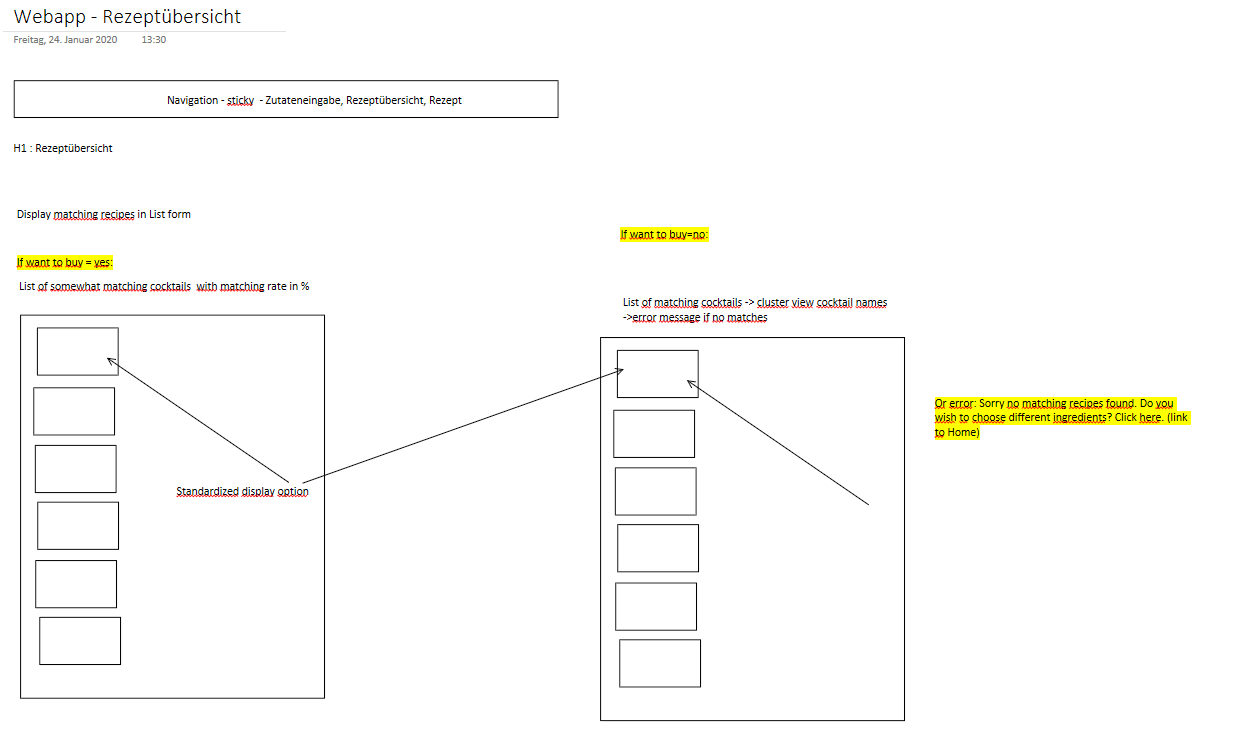 Webapp - Rezeptübersicht
Freitag, 24. Januar 2020 13:30
Navigation - sticky - Zutateneingabe, Rezeptübersicht, Rezept
H1 : Rezeptübersicht
Display matching recipes in List form
If want to buy = yes:
List of somewhat matching cocktails with matching rate in %
Standardized display option
If want to buy=no:
List of matching cocktails -> cluster view cocktail names
->error message if no matches
Or error: Sorry no matching recipes found. Do you
wish to choose different ingredients? Click here. (link
to Home)